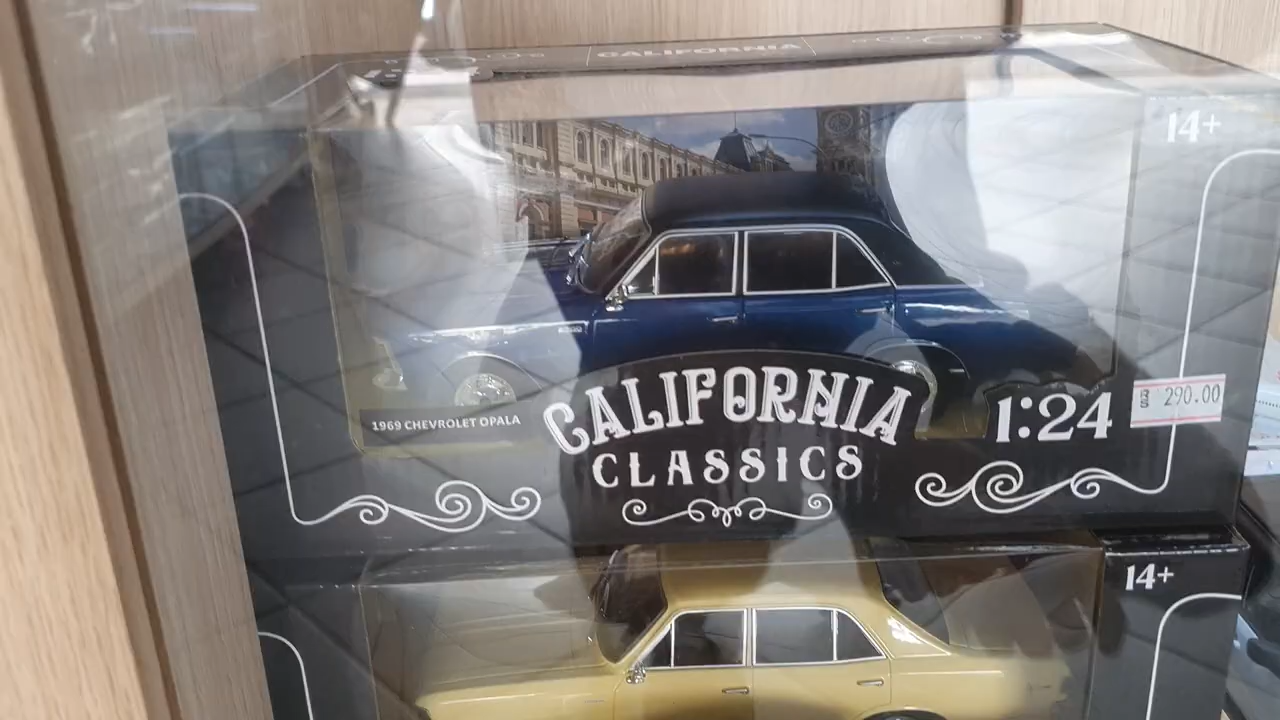 CALIFORNIA
14+
1969 CHEVROLET OPALA
CALIFORNIA
CLASSICS
1:24
R$ 290.00
14+